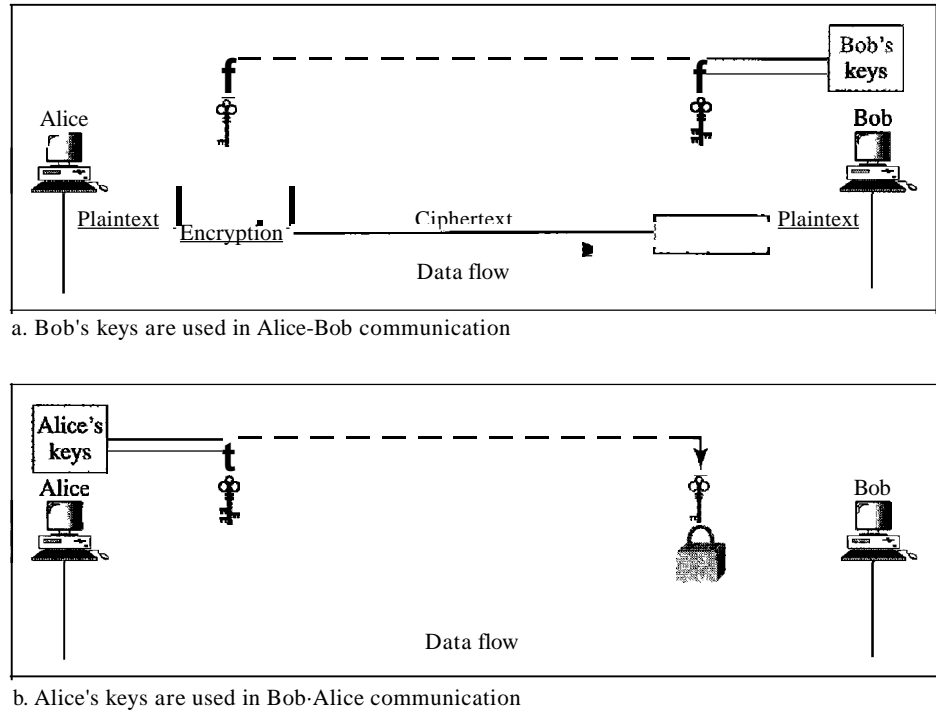 Bob's
keys
Alice
Bob
Plaintext
Encryption
Ciphertext
Plaintext
Data flow
a. Bob's keys are used in Alice-Bob communication
Alice's
keys
Alice
Bob
Data flow
b. Alice's keys are used in Bob·Alice communication